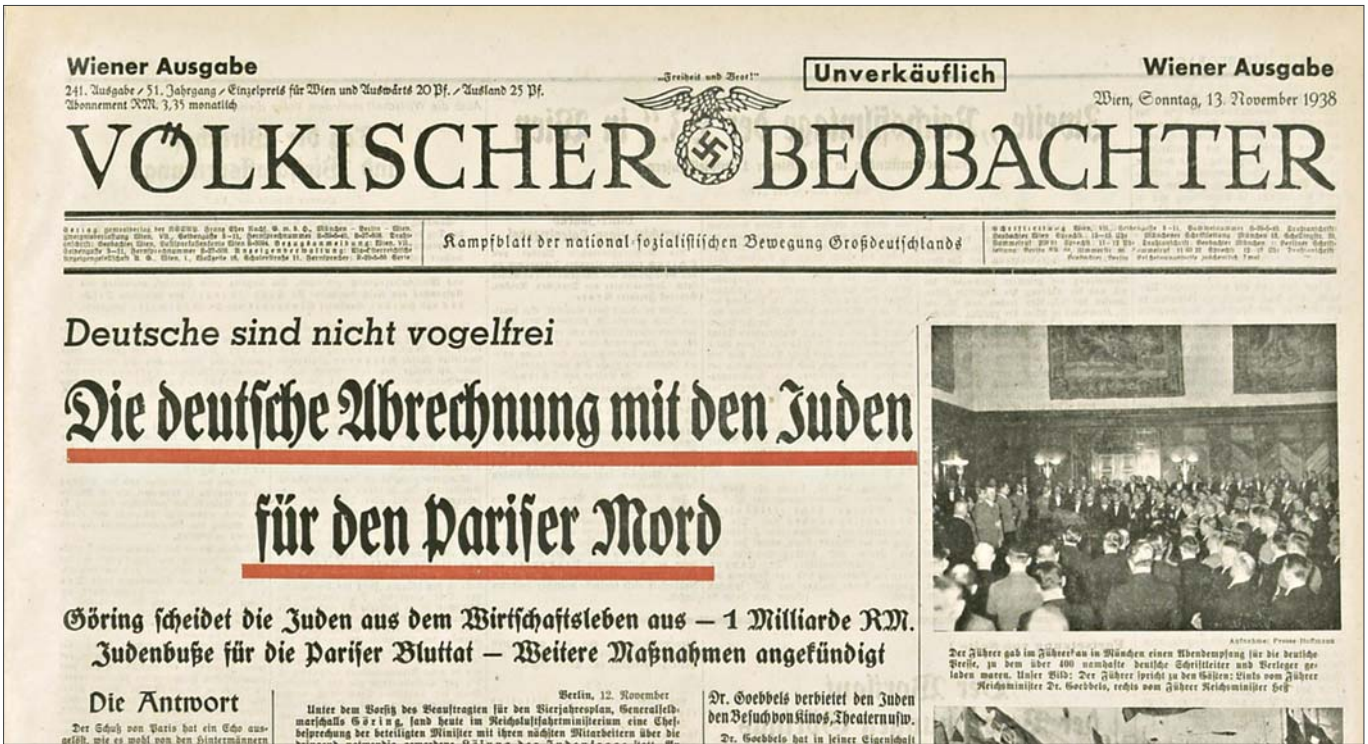 Wiener Ausgabe
241. Ausgabe / 51. Jahrgang / Einzelpreis für Wien und Auswärts 20 Pf. / Ausland 25 Pf.
Abonnement RM. 3,35 monatlich
„Freiheit und Brot!"
Unverkäuflich
Wiener Ausgabe
Wien, Sonntag, 13. November 1938
VÖLKISCHER BEOBACHTER
Kampfblatt der national-sozialistischen Bewegung Großdeutschlands
Deutsche sind nicht vogelfrei
Die deutsche Abrechnung mit den Juden
für den Pariser Mord
Göring scheidet die Juden aus dem Wirtschaftsleben aus — 1 Milliarde RM.
Judenbuße für die Pariser Bluttat — Weitere Maßnahmen angekündigt
Die Antwort
Der Schuß von Paris hat ein Echo aus-
gelöst, wie es wohl von den Hintermännern
Berlin, 12. November
Unter dem Vorsitz des Beauftragten für den Vierjahresplan, Generalfeld-
marschalls Göring, fand heute im Reichsluftfahrtministerium eine Chef-
besprechung der beteiligten Minister mit ihren nächsten Mitarbeitern über die
Dr. Goebbels verbietet den Juden
den Besuch von Kinos, Theatern usw.
Dr. Goebbels hat in seiner Eigenschaft
Aufnahme: Presse-Hoffmann
Der Führer gab im Führerbau in München einen Abendempfang für die deutsche
Presse, zu dem über 400 namhafte deutsche Schriftleiter und Verleger ge-
laden waren. Unser Bild: Der Führer spricht zu den Gästen: Links vom Führer
Reichsminister Dr. Goebbels, rechts vom Führer Reichsminister Heß